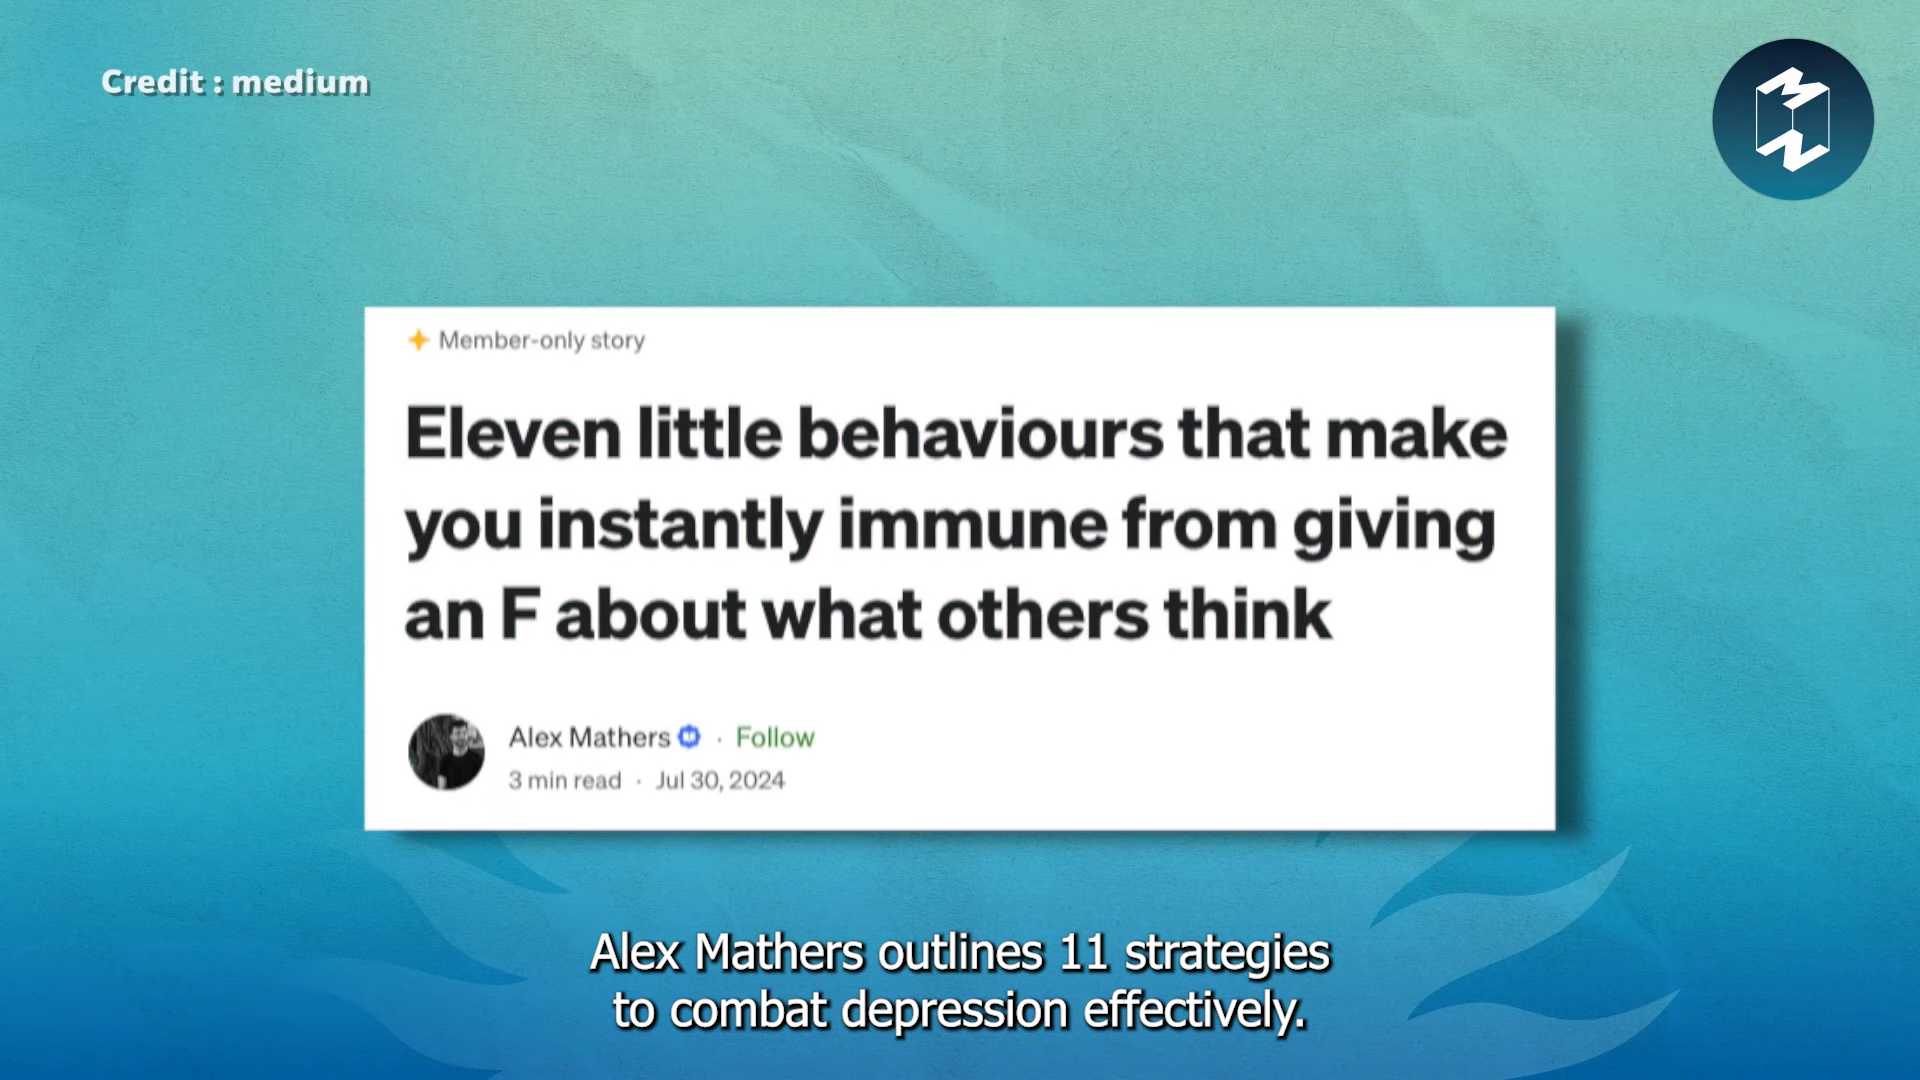 Credit : medium
Member-only story
Eleven little behaviours that make
you instantly immune from giving
an F about what others think
Alex Mathers · Follow
3 min read · Jul 30, 2024
Alex Mathers outlines 11 strategies
to combat depression effectively.